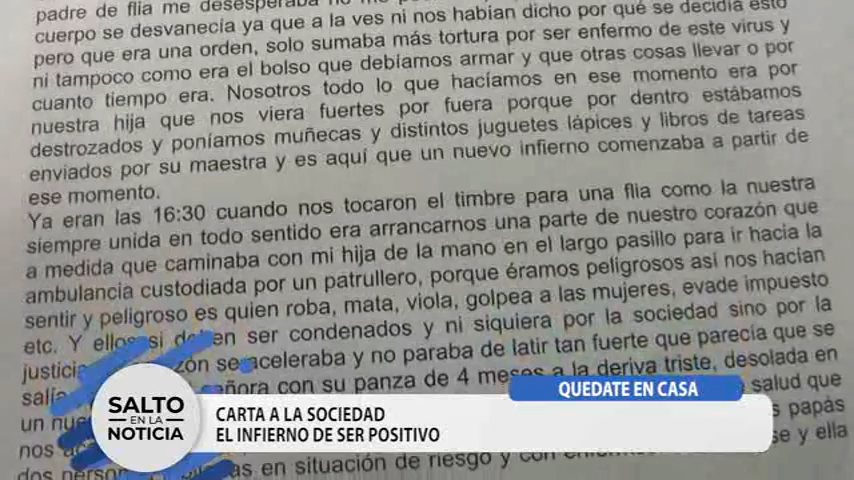 padre de flia me desesperaba
cuerpo se desvanecía ya que a la ves ni nos habian dicho por qué se decidía esto
pero que era una orden, solo sumaba más tortura por ser enfermo de este virus y
ni tampoco como era el bolso que debíamos armar y que otras cosas llevar o por
cuanto tiempo era. Nosotros todo lo que hacíamos en ese momento era por
nuestra hija que nos viera fuertes por fuera porque por dentro estábamos
destrozados y poníamos muñecas y distintos juguetes lápices y libros de tareas
enviados por su maestra y es aquí que un nuevo infierno comenzaba a partir de
ese momento.
Ya eran las 16:30 cuando nos tocaron el timbre para una flia como la nuestra
siempre unida en todo sentido era arrancarnos una parte de nuestro corazón que
a medida que caminaba con mi hija de la mano en el largo pasillo para ir hacia la
ambulancia custodiada por un patrullero, porque éramos peligrosos asi nos hacían
sentir y peligroso es quien roba, mata, viola, golpea a las mujeres, evade impuesto
etc. Y ellos si deben ser condenados y ni siquiera por la sociedad sino por la
justicia zón se aceleraba y no paraba de latir tan fuerte que parecía que se
salía señora con su panza de 4 meses a la deriva triste, desolada en
un salud que
nos papás
dos en situación de riesgo y con se y ella
QUEDATE EN CASA
SALTO
EN LA
NOTICIA
CARTA A LA SOCIEDAD
EL INFIERNO DE SER POSITIVO